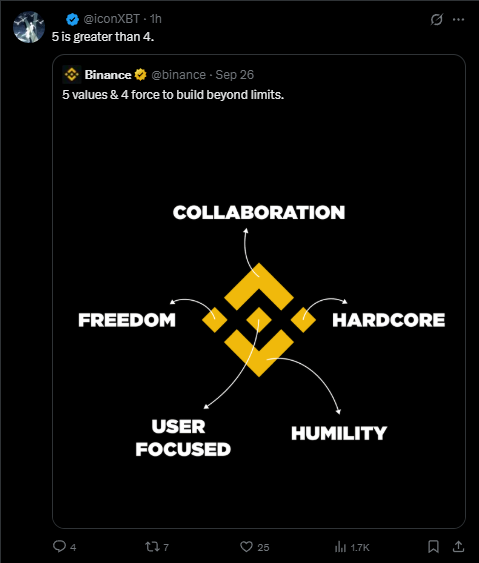 @iconXBT · 1h
5 is greater than 4.
Binance @binance · Sep 26
5 values & 4 force to build beyond limits.
COLLABORATION
FREEDOM
HARDCORE
USER
FOCUSED
HUMILITY
4 7 25 1.7K